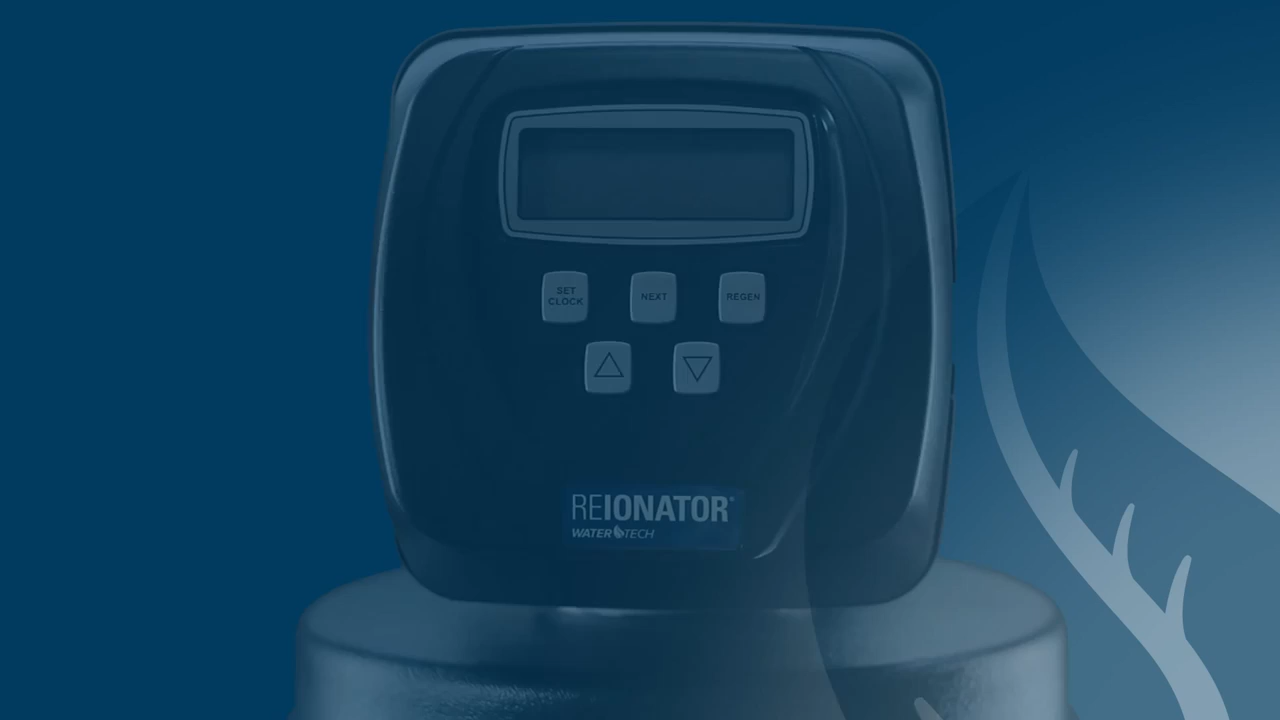 SET
CLOCK
NEXT
REGEN
REIONATOR®
WATER TECH